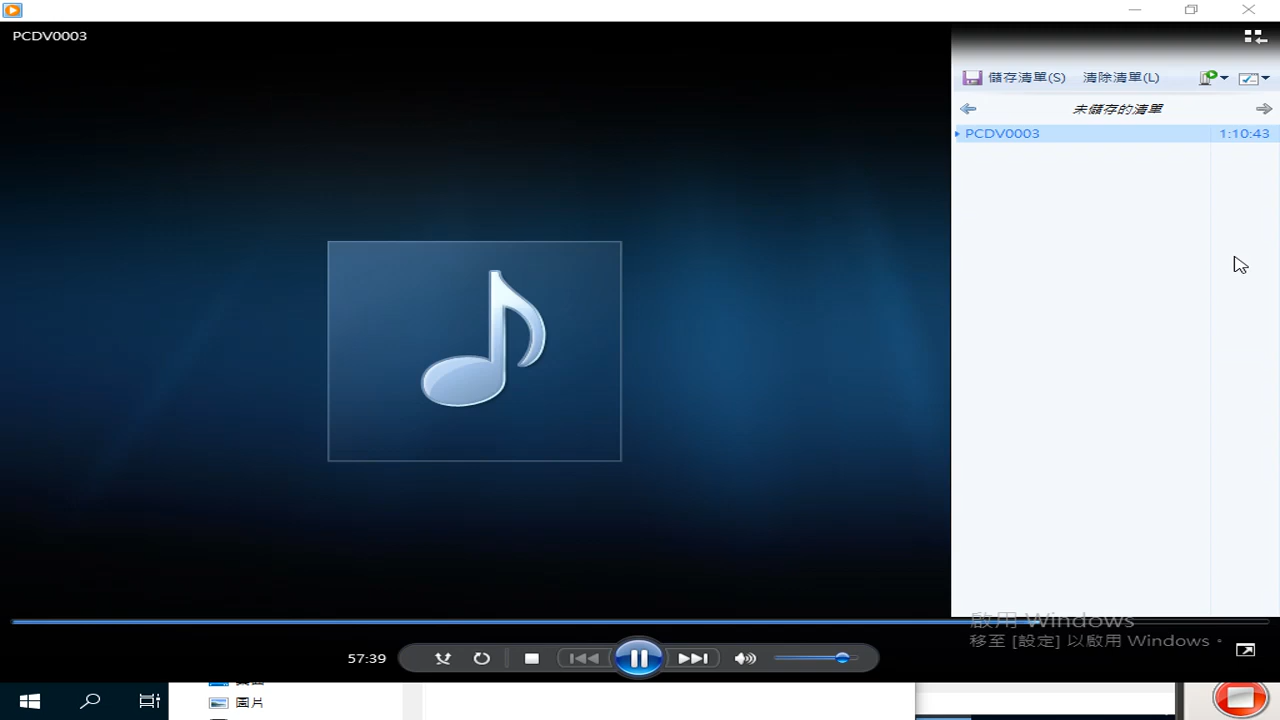 PCDV0003
儲存清單(S) 清除清單(L)
未儲存的清單
PCDV0003 1:10:43
啟用 Windows
移至 [設定] 以啟用 Windows。
57:39
圖片